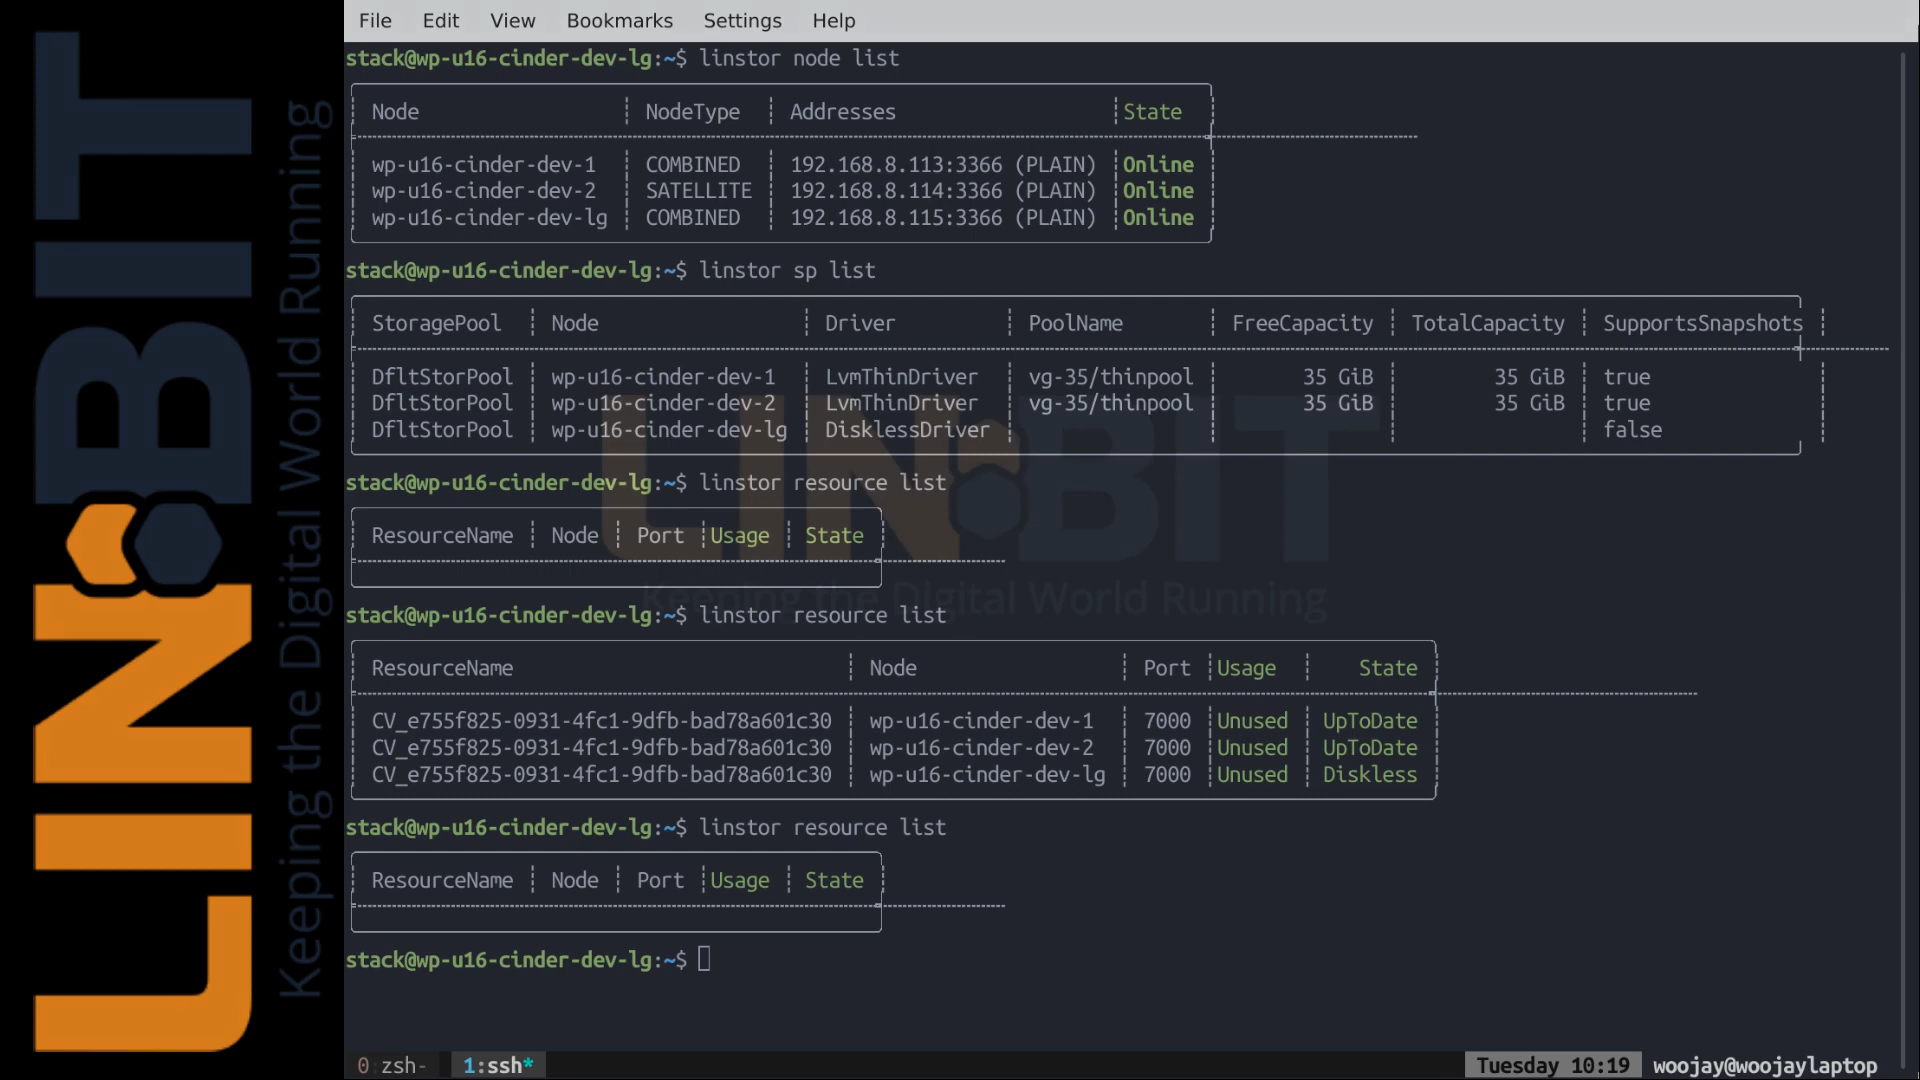 LINBIT
Keeping the Digital World Running
File Edit View Bookmarks Settings Help
stack@wp-u16-cinder-dev-lg:~$ linstor node list
Node NodeType Addresses State
wp-u16-cinder-dev-1 COMBINED 192.168.8.113:3366 (PLAIN) Online
wp-u16-cinder-dev-2 SATELLITE 192.168.8.114:3366 (PLAIN) Online
wp-u16-cinder-dev-lg COMBINED 192.168.8.115:3366 (PLAIN) Online
stack@wp-u16-cinder-dev-lg:~$ linstor sp list
StoragePool Node Driver PoolName FreeCapacity TotalCapacity SupportsSnapshots
DfltStorPool wp-u16-cinder-dev-1 LvmThinDriver vg-35/thinpool 35 GiB 35 GiB true
DfltStorPool wp-u16-cinder-dev-2 LvmThinDriver vg-35/thinpool 35 GiB 35 GiB true
DfltStorPool wp-u16-cinder-dev-lg DisklessDriver false
stack@wp-u16-cinder-dev-lg:~$ linstor resource list
LINBIT
ResourceName Node Port Usage State
Keeping the Digital World Running
stack@wp-u16-cinder-dev-lg:~$ linstor resource list
ResourceName Node Port Usage State
CV_e755f825-0931-4fc1-9dfb-bad78a601c30 wp-u16-cinder-dev-1 7000 Unused UpToDate
CV_e755f825-0931-4fc1-9dfb-bad78a601c30 wp-u16-cinder-dev-2 7000 Unused UpToDate
CV_e755f825-0931-4fc1-9dfb-bad78a601c30 wp-u16-cinder-dev-lg 7000 Unused Diskless
stack@wp-u16-cinder-dev-lg:~$ linstor resource list
ResourceName Node Port Usage State
stack@wp-u16-cinder-dev-lg:~$
0 zsh- 1:ssh* Tuesday 10:19 woojay@woojaylaptop